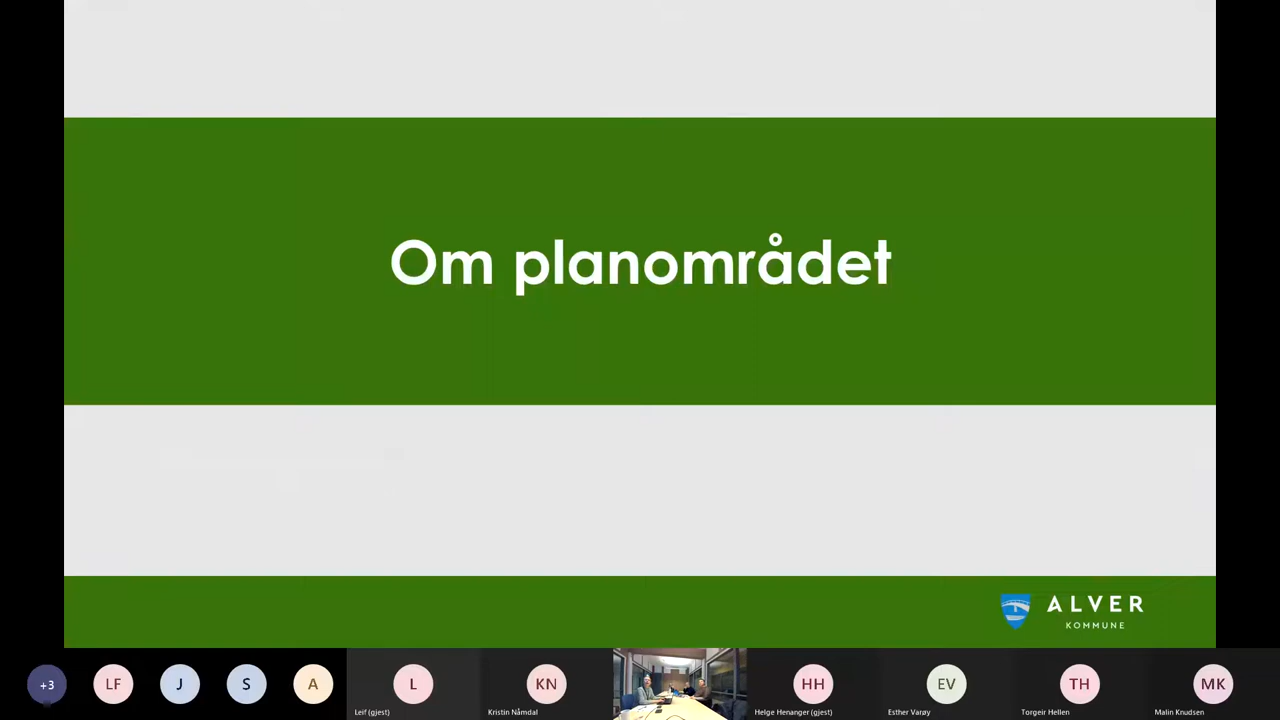 Om planområdet
ALVER
KOMMUNE
+3
LF
J
S
A
L
KN
HH
EV
TH
MK
Leif (gjest)
Kristin Nåmdal
Helge Henanger (gjest)
Esther Varøy
Torgeir Hellen
Malin Knudsen